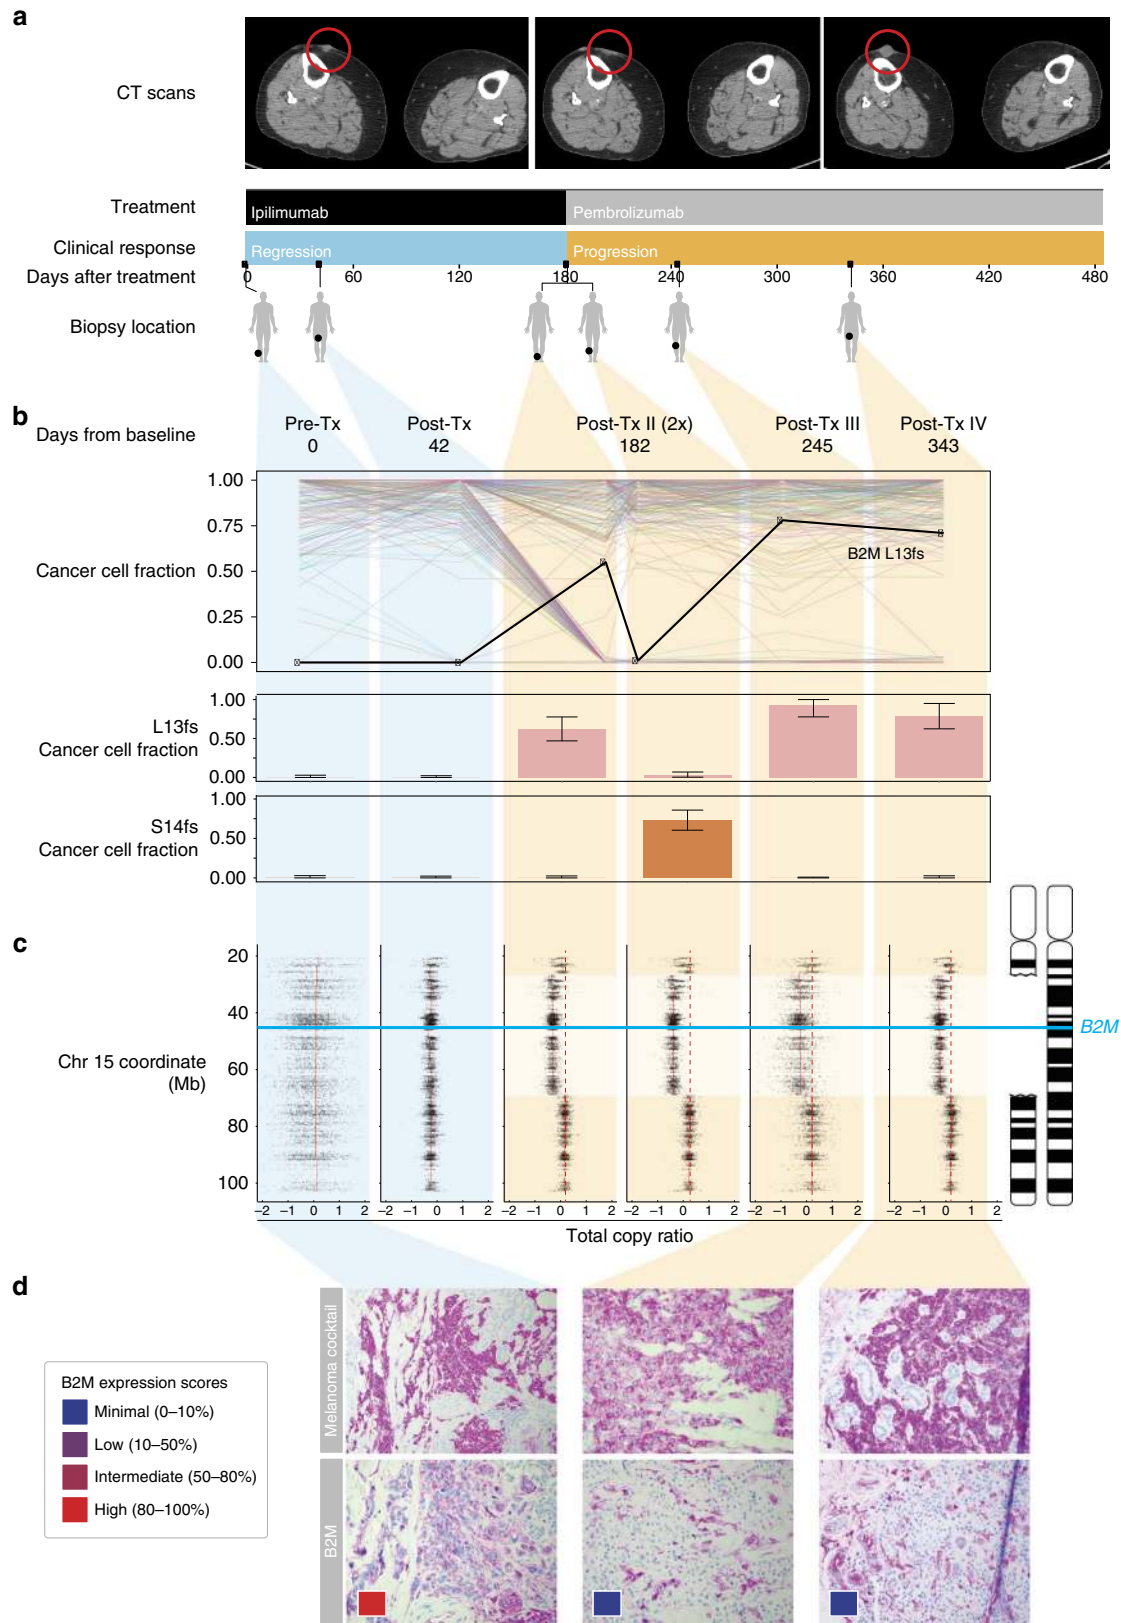 a
CT scans
Treatment
Ipilimumab
Pembrolizumab
Clinical response
Regression
Progression
Days after treatment
0 60 120 180 240 300 360 420 480
Biopsy location
b
Days from baseline
Pre-Tx
0
Post-Tx
42
Post-Tx II (2x)
182
Post-Tx III
245
Post-Tx IV
343
Cancer cell fraction
1.00
0.75
0.50
0.25
0.00
B2M L13fs
L13fs
Cancer cell fraction
1.00
0.50
0.00
S14fs
Cancer cell fraction
1.00
0.50
0.00
c
Chr 15 coordinate
(Mb)
20
40
60
80
100
B2M
–2 –1 0 1 2 –2 –1 0 1 2 –2 –1 0 1 2 –2 –1 0 1 2 –2 –1 0 1 2 –2 –1 0 1 2
Total copy ratio
d
B2M expression scores
Minimal (0–10%)
Low (10–50%)
Intermediate (50–80%)
High (80–100%)
Melanoma cocktail
B2M